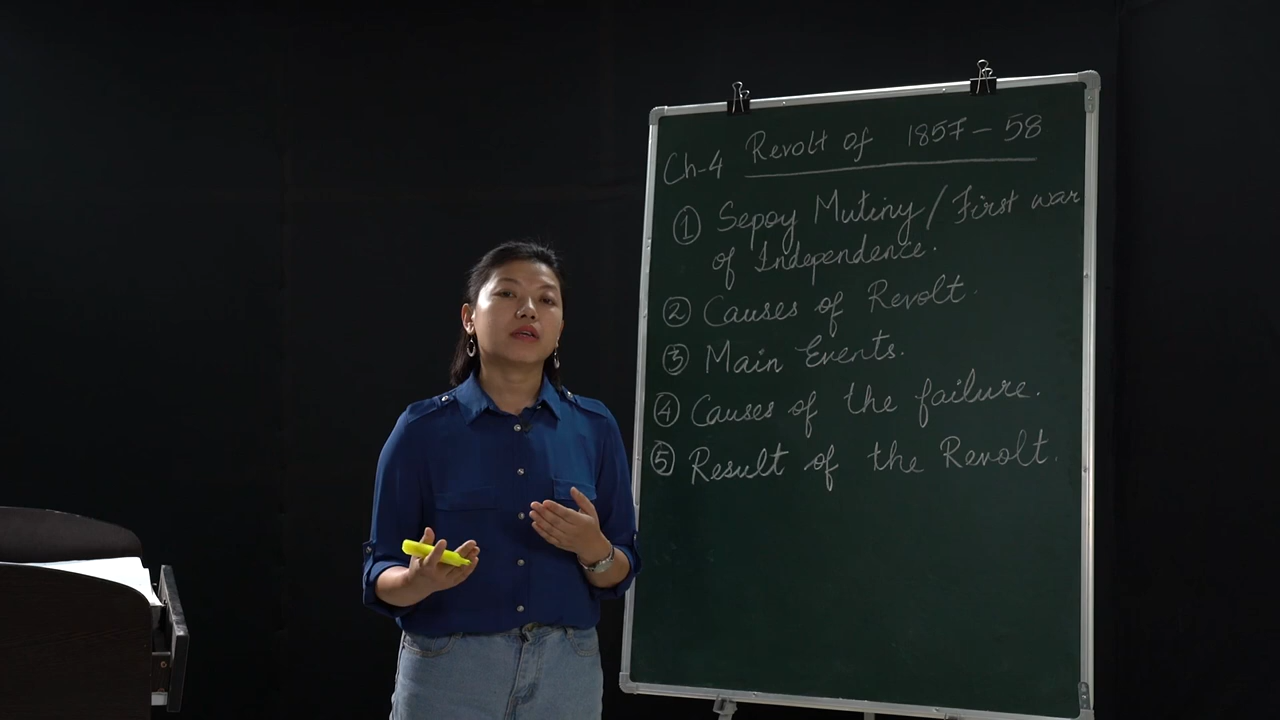 Ch-4 Revolt of 1857-58
① Sepoy Mutiny / First war
of Independence.
② Causes of Revolt.
③ Main Events.
④ Causes of the failure.
⑤ Result of the Revolt.